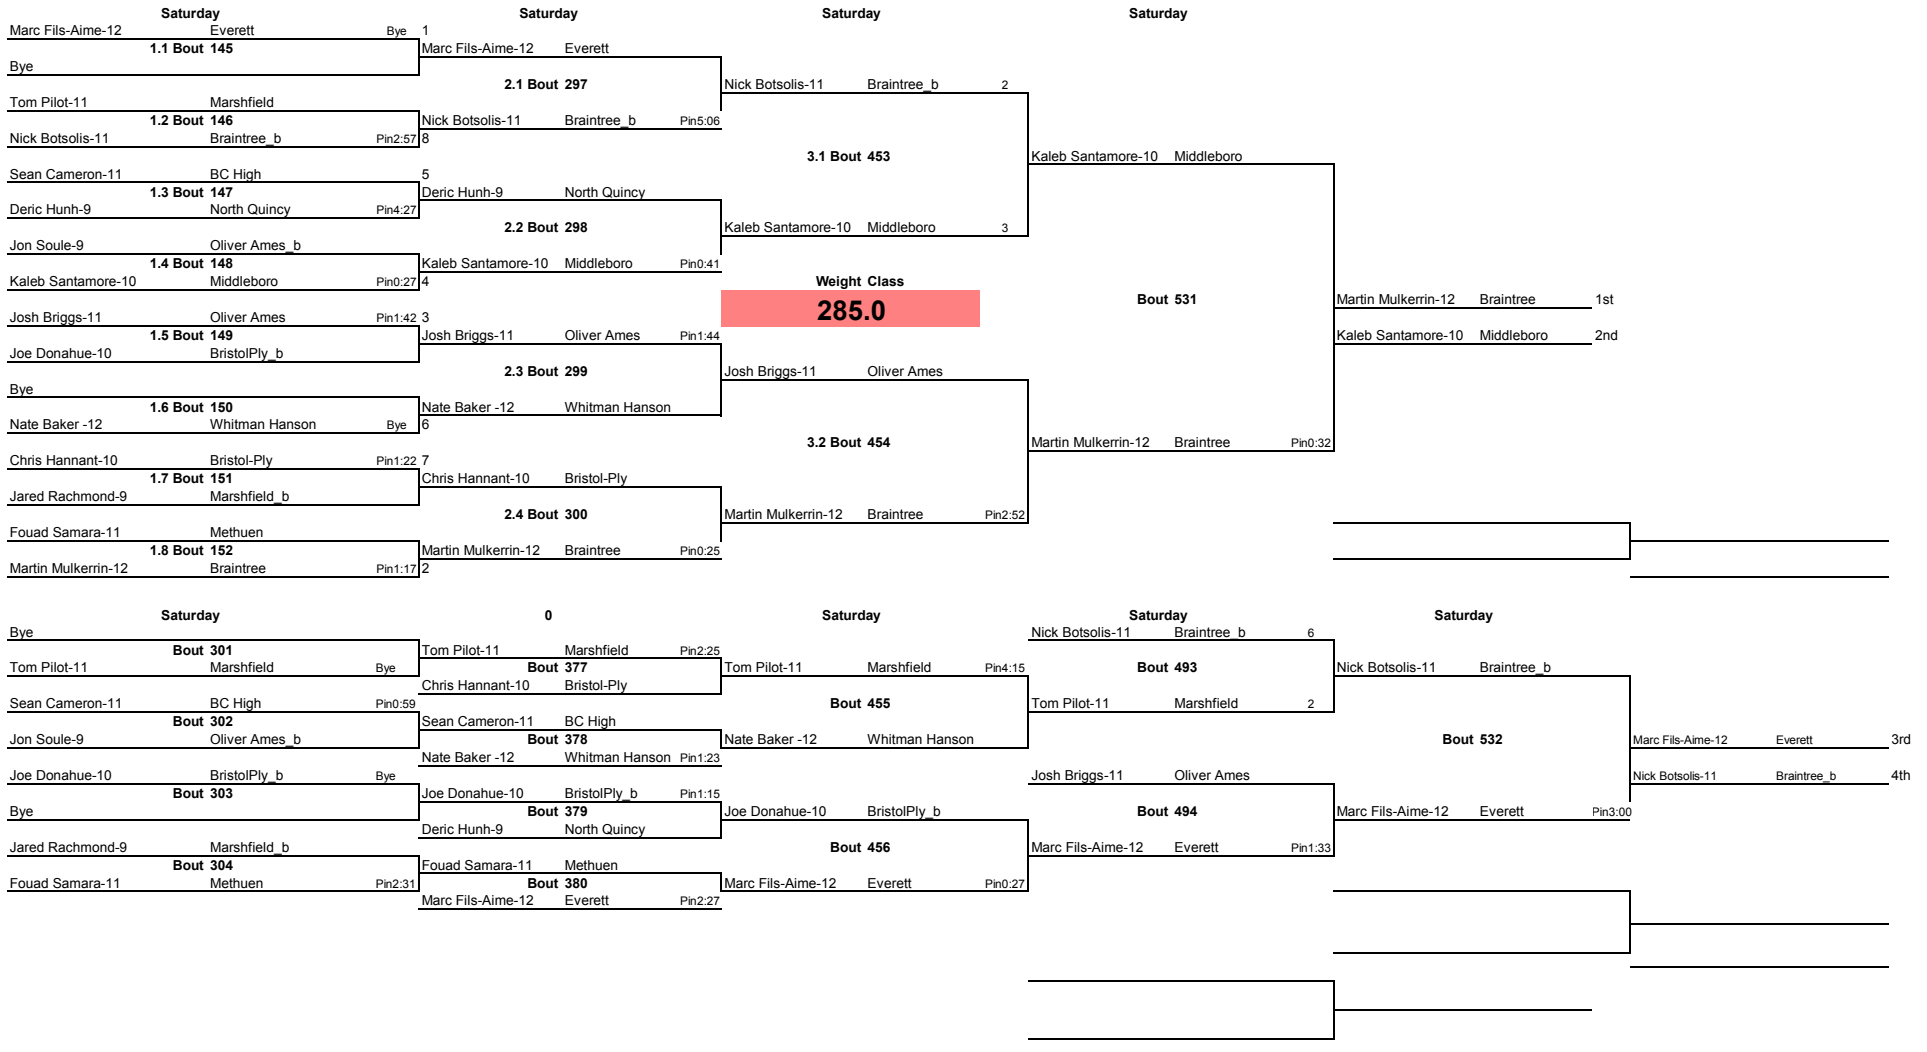 Saturday Saturday Saturday Saturday
Marc Fils-Aime-12 Everett Bye 1
1.1 Bout 145 Marc Fils-Aime-12 Everett
Bye
2.1 Bout 297 Nick Botsolis-11 Braintree_b 2
Tom Pilot-11 Marshfield
1.2 Bout 146 Nick Botsolis-11 Braintree_b Pin5:06
Nick Botsolis-11 Braintree_b Pin2:57 8
3.1 Bout 453 Kaleb Santamore-10 Middleboro
Sean Cameron-11 BC High 5
1.3 Bout 147 Deric Hunh-9 North Quincy
Deric Hunh-9 North Quincy Pin4:27
2.2 Bout 298 Kaleb Santamore-10 Middleboro 3
Jon Soule-9 Oliver Ames_b
1.4 Bout 148 Kaleb Santamore-10 Middleboro Pin0:41
Kaleb Santamore-10 Middleboro Pin0:27 4 Weight Class
285.0 Bout 531 Martin Mulkerrin-12 Braintree 1st
Josh Briggs-11 Oliver Ames Pin1:42 3
1.5 Bout 149 Josh Briggs-11 Oliver Ames Pin1:44 Kaleb Santamore-10 Middleboro 2nd
Joe Donahue-10 BristolPly_b
2.3 Bout 299 Josh Briggs-11 Oliver Ames
Bye
1.6 Bout 150 Nate Baker -12 Whitman Hanson
Nate Baker -12 Whitman Hanson Bye 6
3.2 Bout 454 Martin Mulkerrin-12 Braintree Pin0:32
Chris Hannant-10 Bristol-Ply Pin1:22 7
1.7 Bout 151 Chris Hannant-10 Bristol-Ply
Jared Rachmond-9 Marshfield_b
2.4 Bout 300 Martin Mulkerrin-12 Braintree Pin2:52
Fouad Samara-11 Methuen
1.8 Bout 152 Martin Mulkerrin-12 Braintree Pin0:25
Martin Mulkerrin-12 Braintree Pin1:17 2
Saturday 0 Saturday Saturday Saturday
Bye Nick Botsolis-11 Braintree_b 6
Bout 301 Tom Pilot-11 Marshfield Pin2:25
Tom Pilot-11 Marshfield Bye Bout 377 Tom Pilot-11 Marshfield Pin4:15 Bout 493 Nick Botsolis-11 Braintree_b
Chris Hannant-10 Bristol-Ply
Sean Cameron-11 BC High Pin0:59 Bout 455 Tom Pilot-11 Marshfield 2
Bout 302 Sean Cameron-11 BC High
Jon Soule-9 Oliver Ames_b Bout 378 Nate Baker -12 Whitman Hanson Bout 532 Marc Fils-Aime-12 Everett 3rd
Nate Baker -12 Whitman Hanson Pin1:23
Joe Donahue-10 BristolPly_b Bye Josh Briggs-11 Oliver Ames Nick Botsolis-11 Braintree_b 4th
Bout 303 Joe Donahue-10 BristolPly_b Pin1:15
Bye Bout 379 Joe Donahue-10 BristolPly_b Bout 494 Marc Fils-Aime-12 Everett Pin3:00
Deric Hunh-9 North Quincy
Jared Rachmond-9 Marshfield_b Bout 456 Marc Fils-Aime-12 Everett Pin1:33
Bout 304 Fouad Samara-11 Methuen
Fouad Samara-11 Methuen Pin2:31 Bout 380 Marc Fils-Aime-12 Everett Pin0:27
Marc Fils-Aime-12 Everett Pin2:27